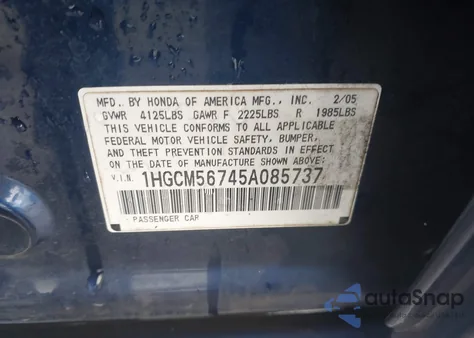 MFD. BY HONDA OF AMERICA MFG., INC. 2/05
GVWR 4125LBS GAWR F 2225LBS R 1985LBS
THIS VEHICLE CONFORMS TO ALL APPLICABLE
FEDERAL MOTOR VEHICLE SAFETY, BUMPER,
AND THEFT PREVENTION STANDARDS IN EFFECT
ON THE DATE OF MANUFACTURE SHOWN ABOVE.
V.I.N. 1HGCM56745A085737
PASSENGER CAR
autoSnap